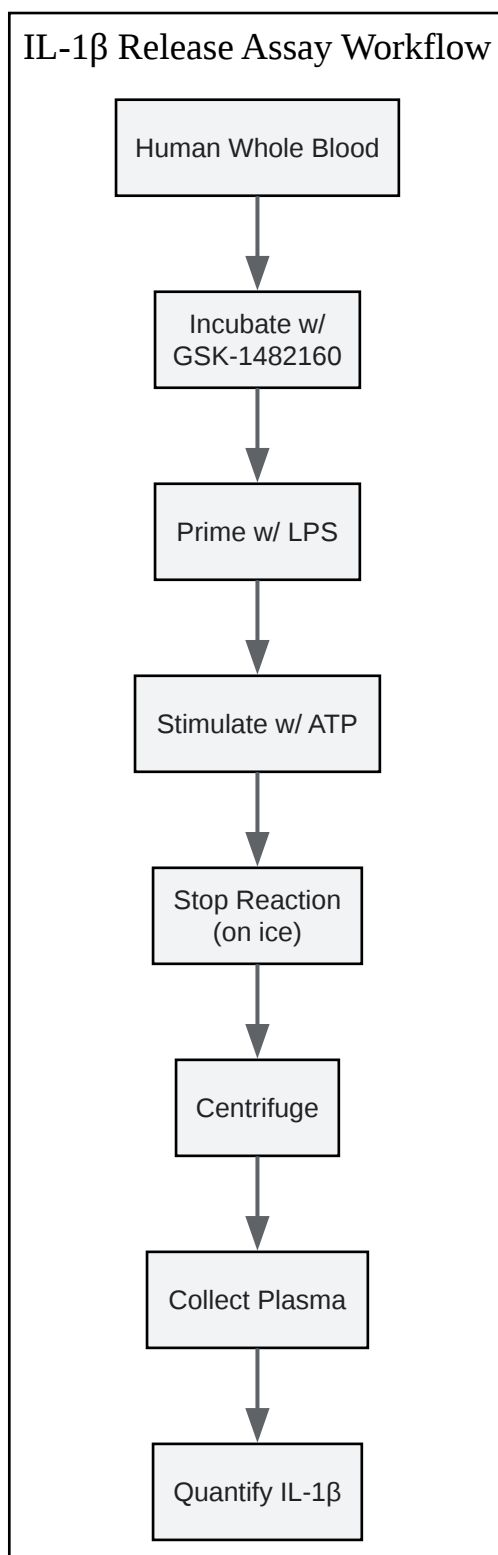 IL-1β Release Assay Workflow
Human Whole Blood
Incubate w/
GSK-1482160
Prime w/ LPS
Stimulate w/ ATP
Stop Reaction
(on ice)
Centrifuge
Collect Plasma
Quantify IL-1β